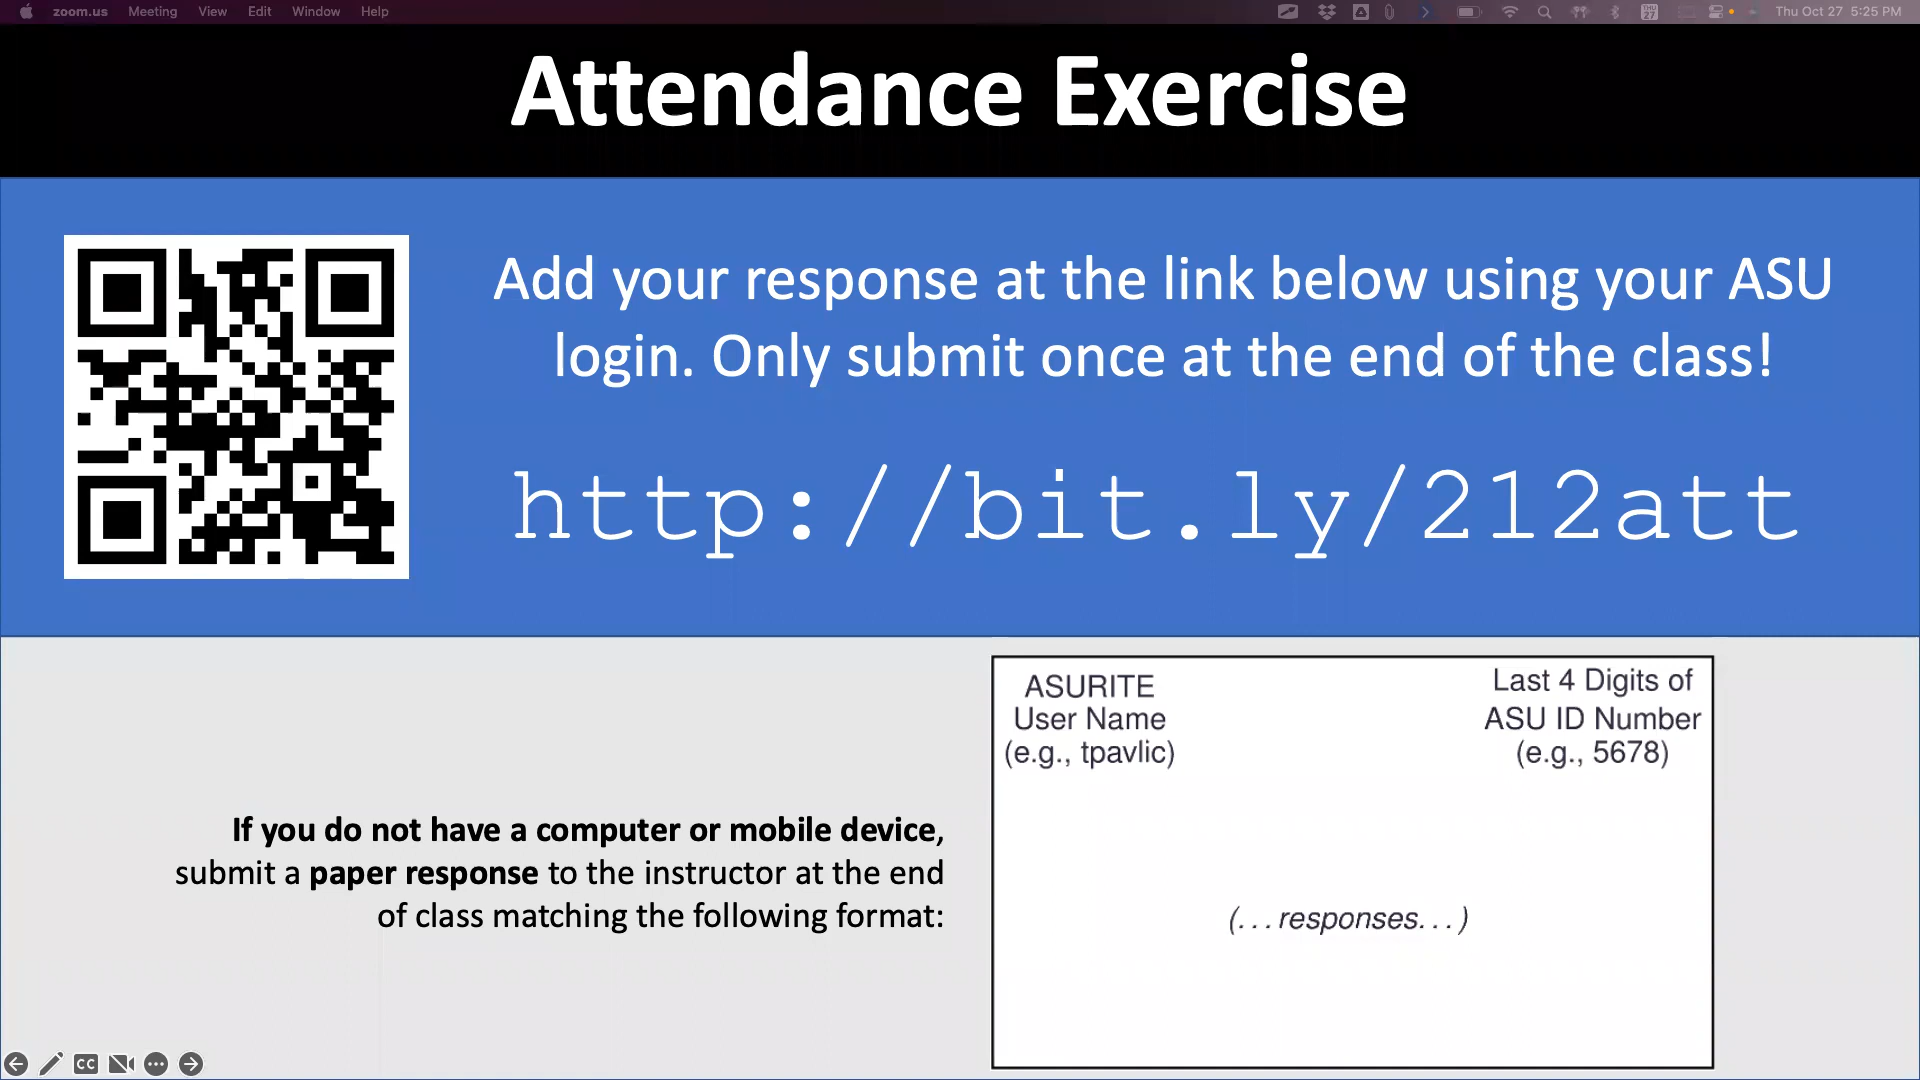 zoom.us Meeting View Edit Window Help Thu Oct 27 5:25 PM
Attendance Exercise
Add your response at the link below using your ASU
login. Only submit once at the end of the class!
http://bit.ly/212att
If you do not have a computer or mobile device,
submit a paper response to the instructor at the end
of class matching the following format:
ASURITE
User Name
(e.g., tpavlic)
Last 4 Digits of
ASU ID Number
(e.g., 5678)
(...responses...)
CC